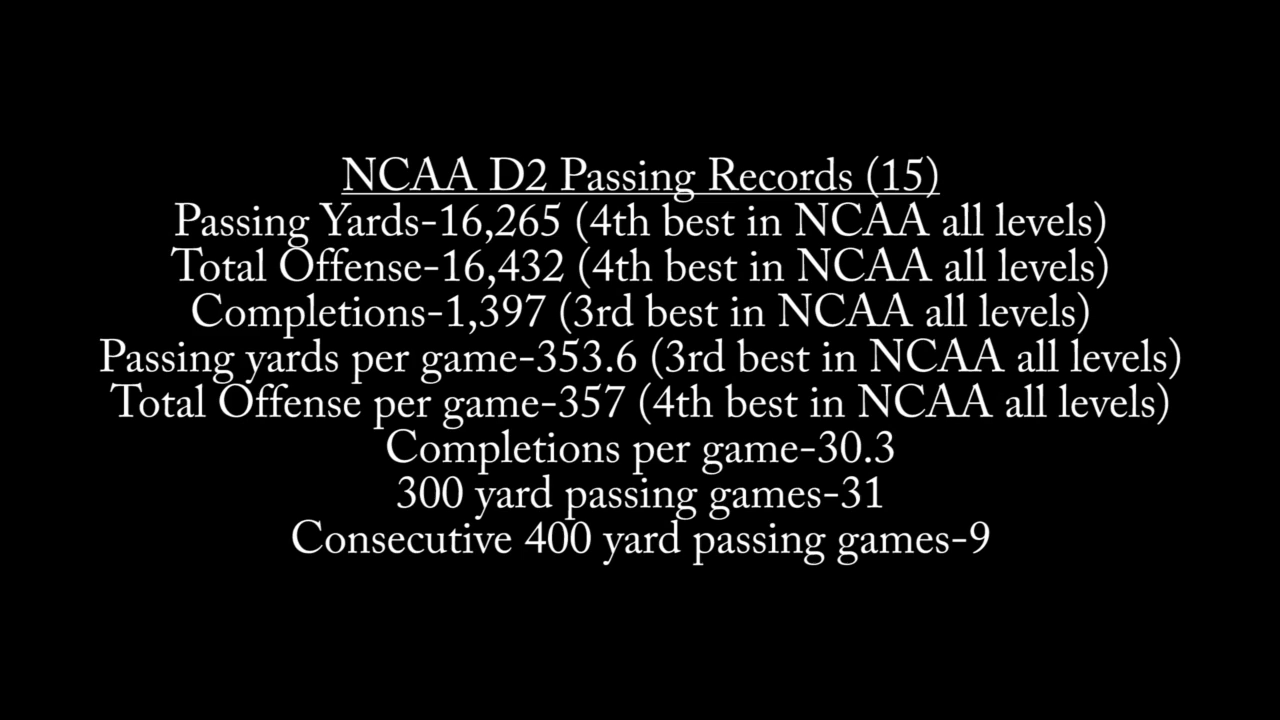 NCAA D2 Passing Records (15)
Passing Yards-16,265 (4th best in NCAA all levels)
Total Offense-16,432 (4th best in NCAA all levels)
Completions-1,397 (3rd best in NCAA all levels)
Passing yards per game-353.6 (3rd best in NCAA all levels)
Total Offense per game-357 (4th best in NCAA all levels)
Completions per game-30.3
300 yard passing games-31
Consecutive 400 yard passing games-9